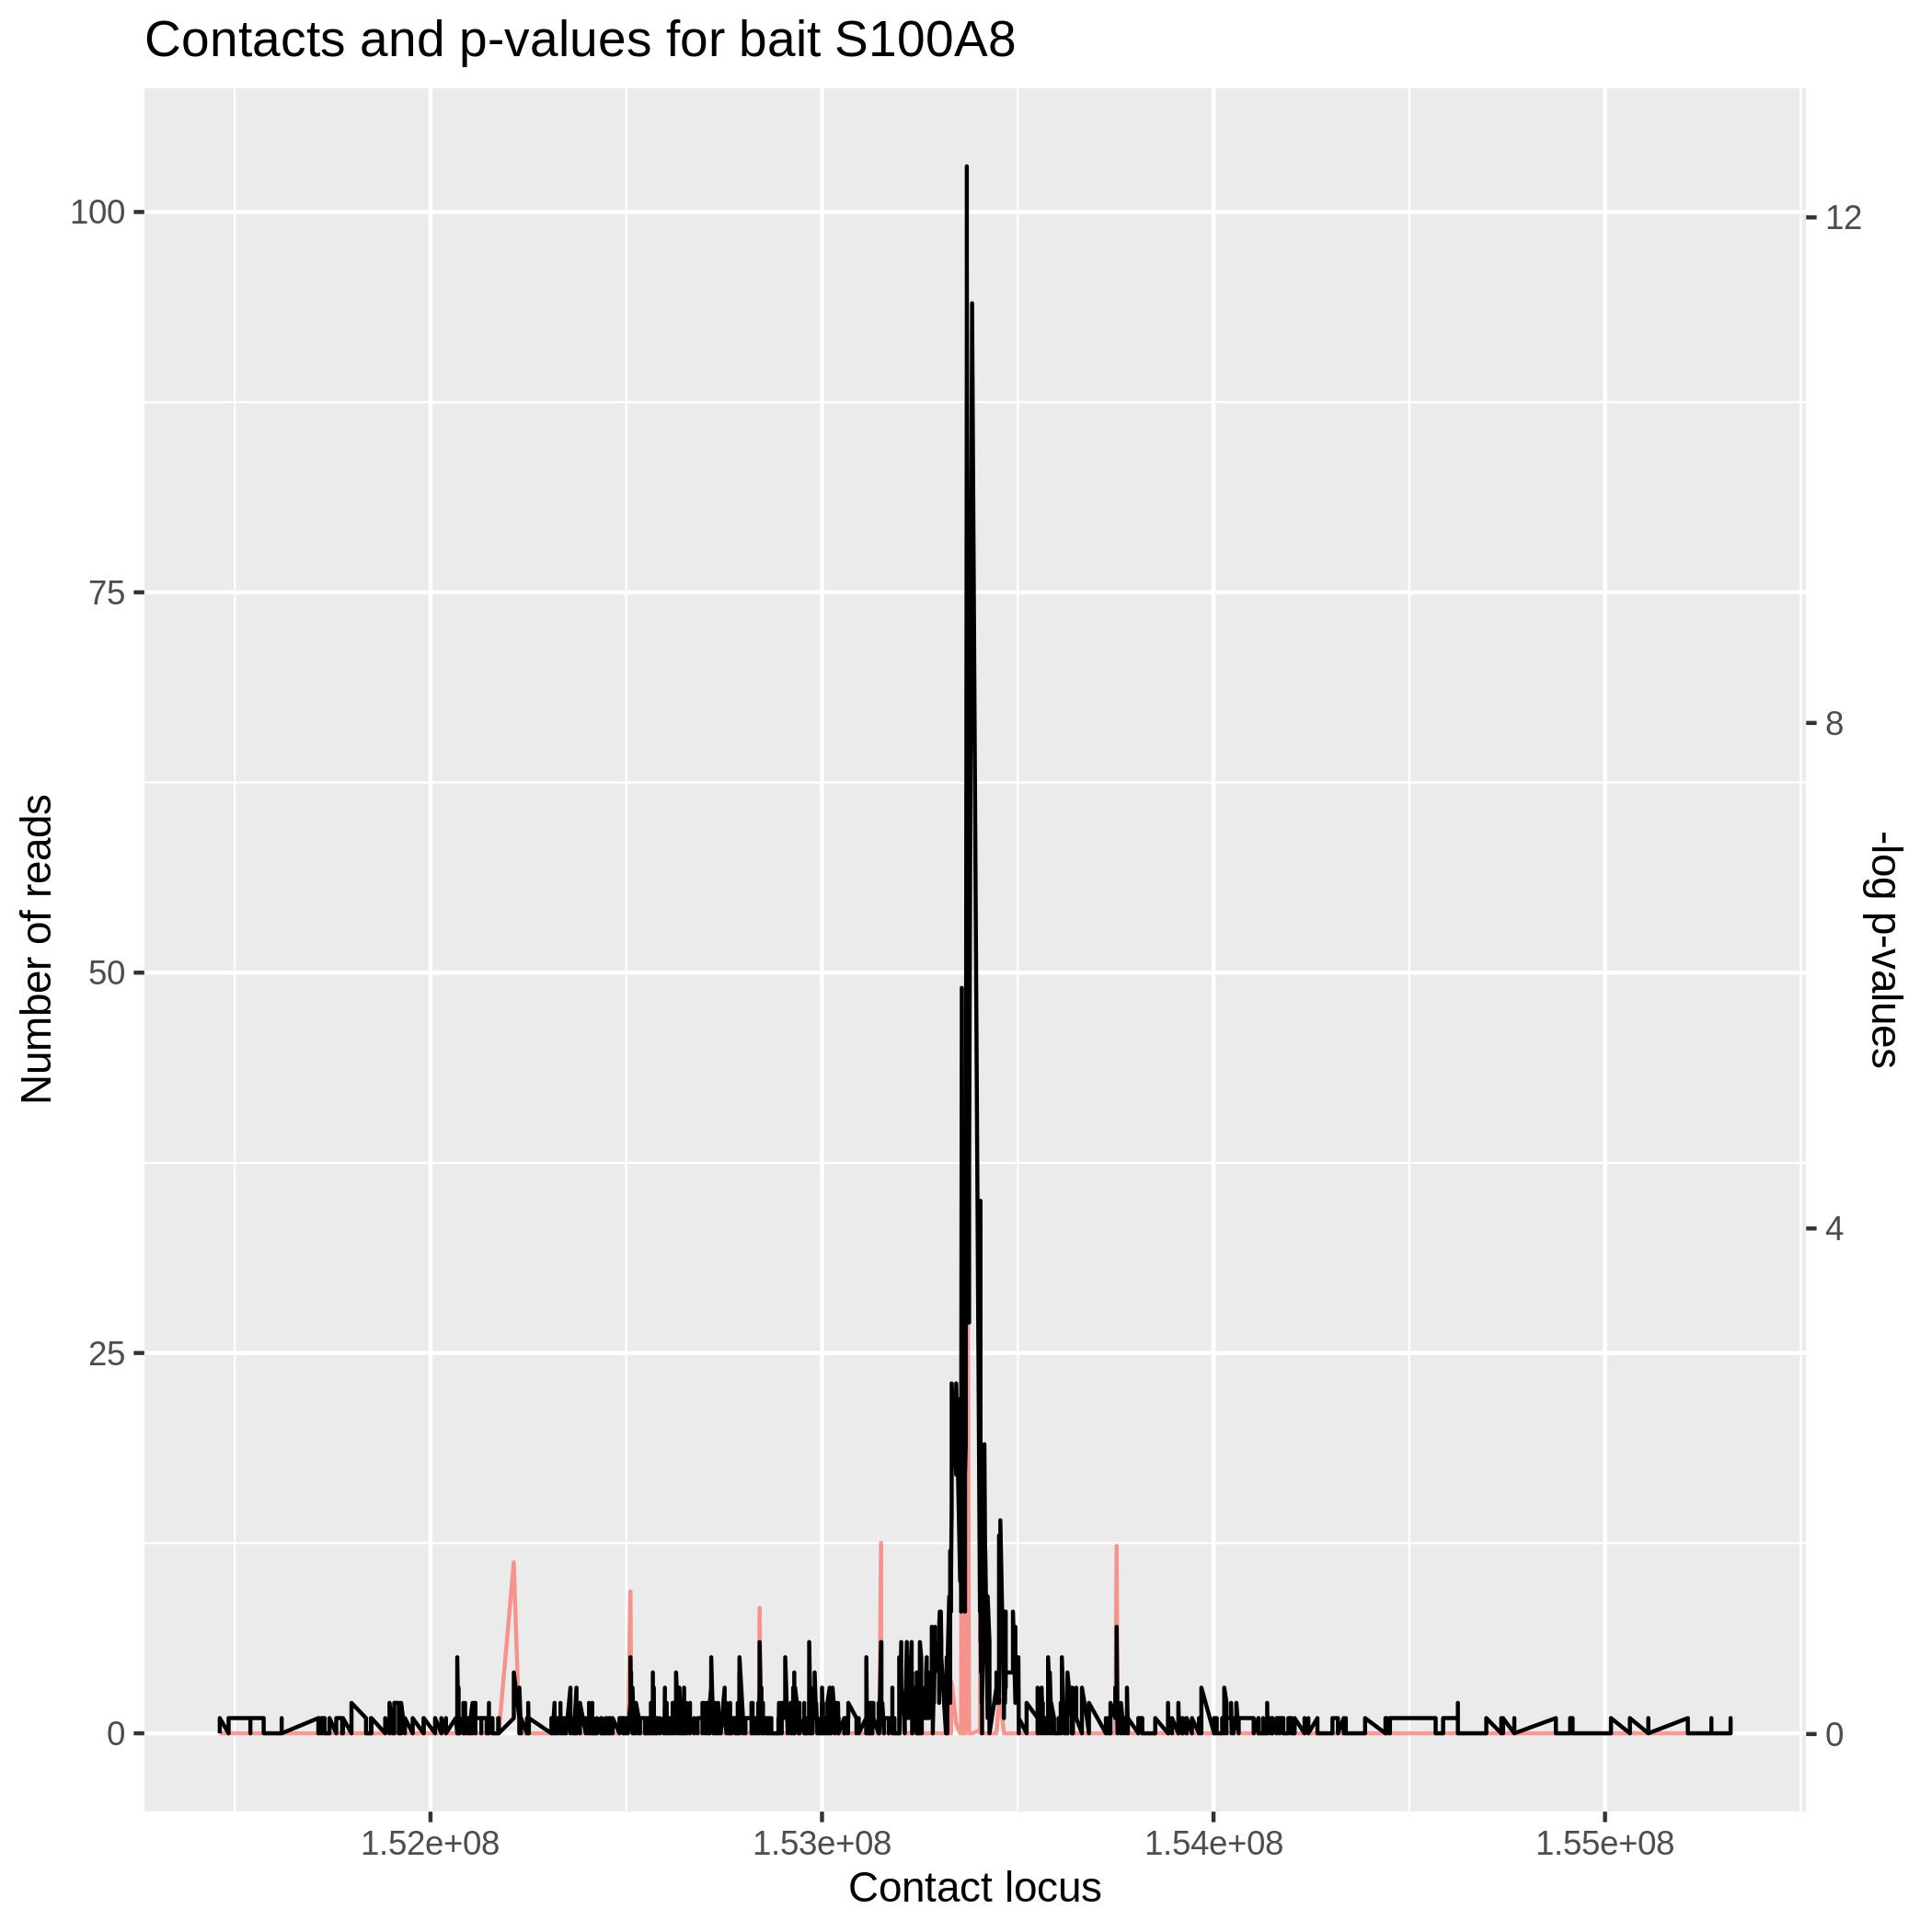 Contacts and p-values for bait S100A8
Number of reads
100
75
50
25
0
12
8
4
0
-log p-values
1.52e+08 1.53e+08 1.54e+08 1.55e+08
Contact locus